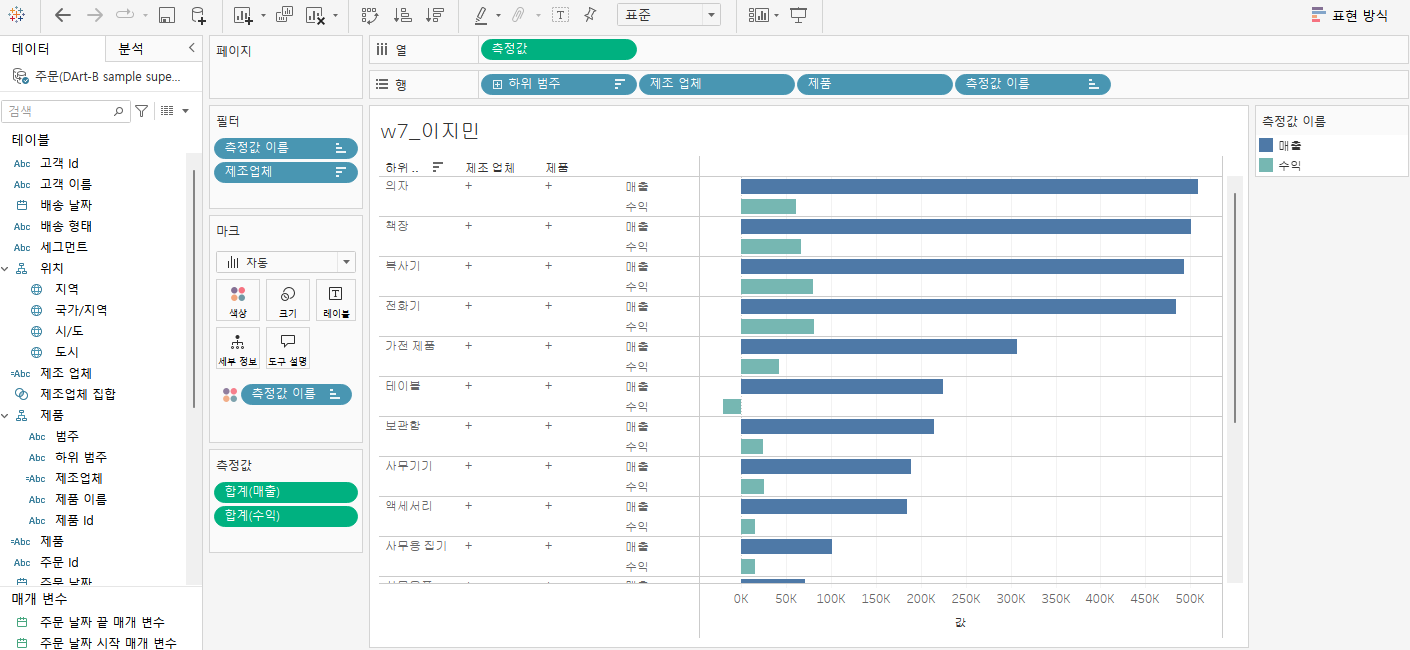 표준
표현 방식
데이터
분석
주문(DArt-B sample supe...
검색
테이블
Abc 고객 Id
Abc 고객 이름
배송 날짜
Abc 배송 형태
Abc 세그먼트
위치
지역
국가/지역
시/도
도시
=Abc 제조 업체
제조업체 집합
제품
Abc 범주
Abc 하위 범주
=Abc 제조업체
Abc 제품 이름
Abc 제품 Id
=Abc 제품
Abc 주문 Id
주문 날짜
매개 변수
주문 날짜 끝 매개 변수
주문 날짜 시작 매개 변수
페이지
필터
측정값 이름
제조업체
마크
자동
색상
크기
레이블
세부 정보
도구 설명
측정값 이름
측정값
합계(매출)
합계(수익)
열
측정값
행
하위 범주
제조 업체
제품
측정값 이름
w7_이지민
하위 .. 제조 업체 제품
의자 + + 매출
수익
책장 + + 매출
수익
복사기 + + 매출
수익
전화기 + + 매출
수익
가전 제품 + + 매출
수익
테이블 + + 매출
수익
보관함 + + 매출
수익
사무기기 + + 매출
수익
액세서리 + + 매출
수익
사무용 집기 + + 매출
수익
0K 50K 100K 150K 200K 250K 300K 350K 400K 450K 500K
값
측정값 이름
매출
수익